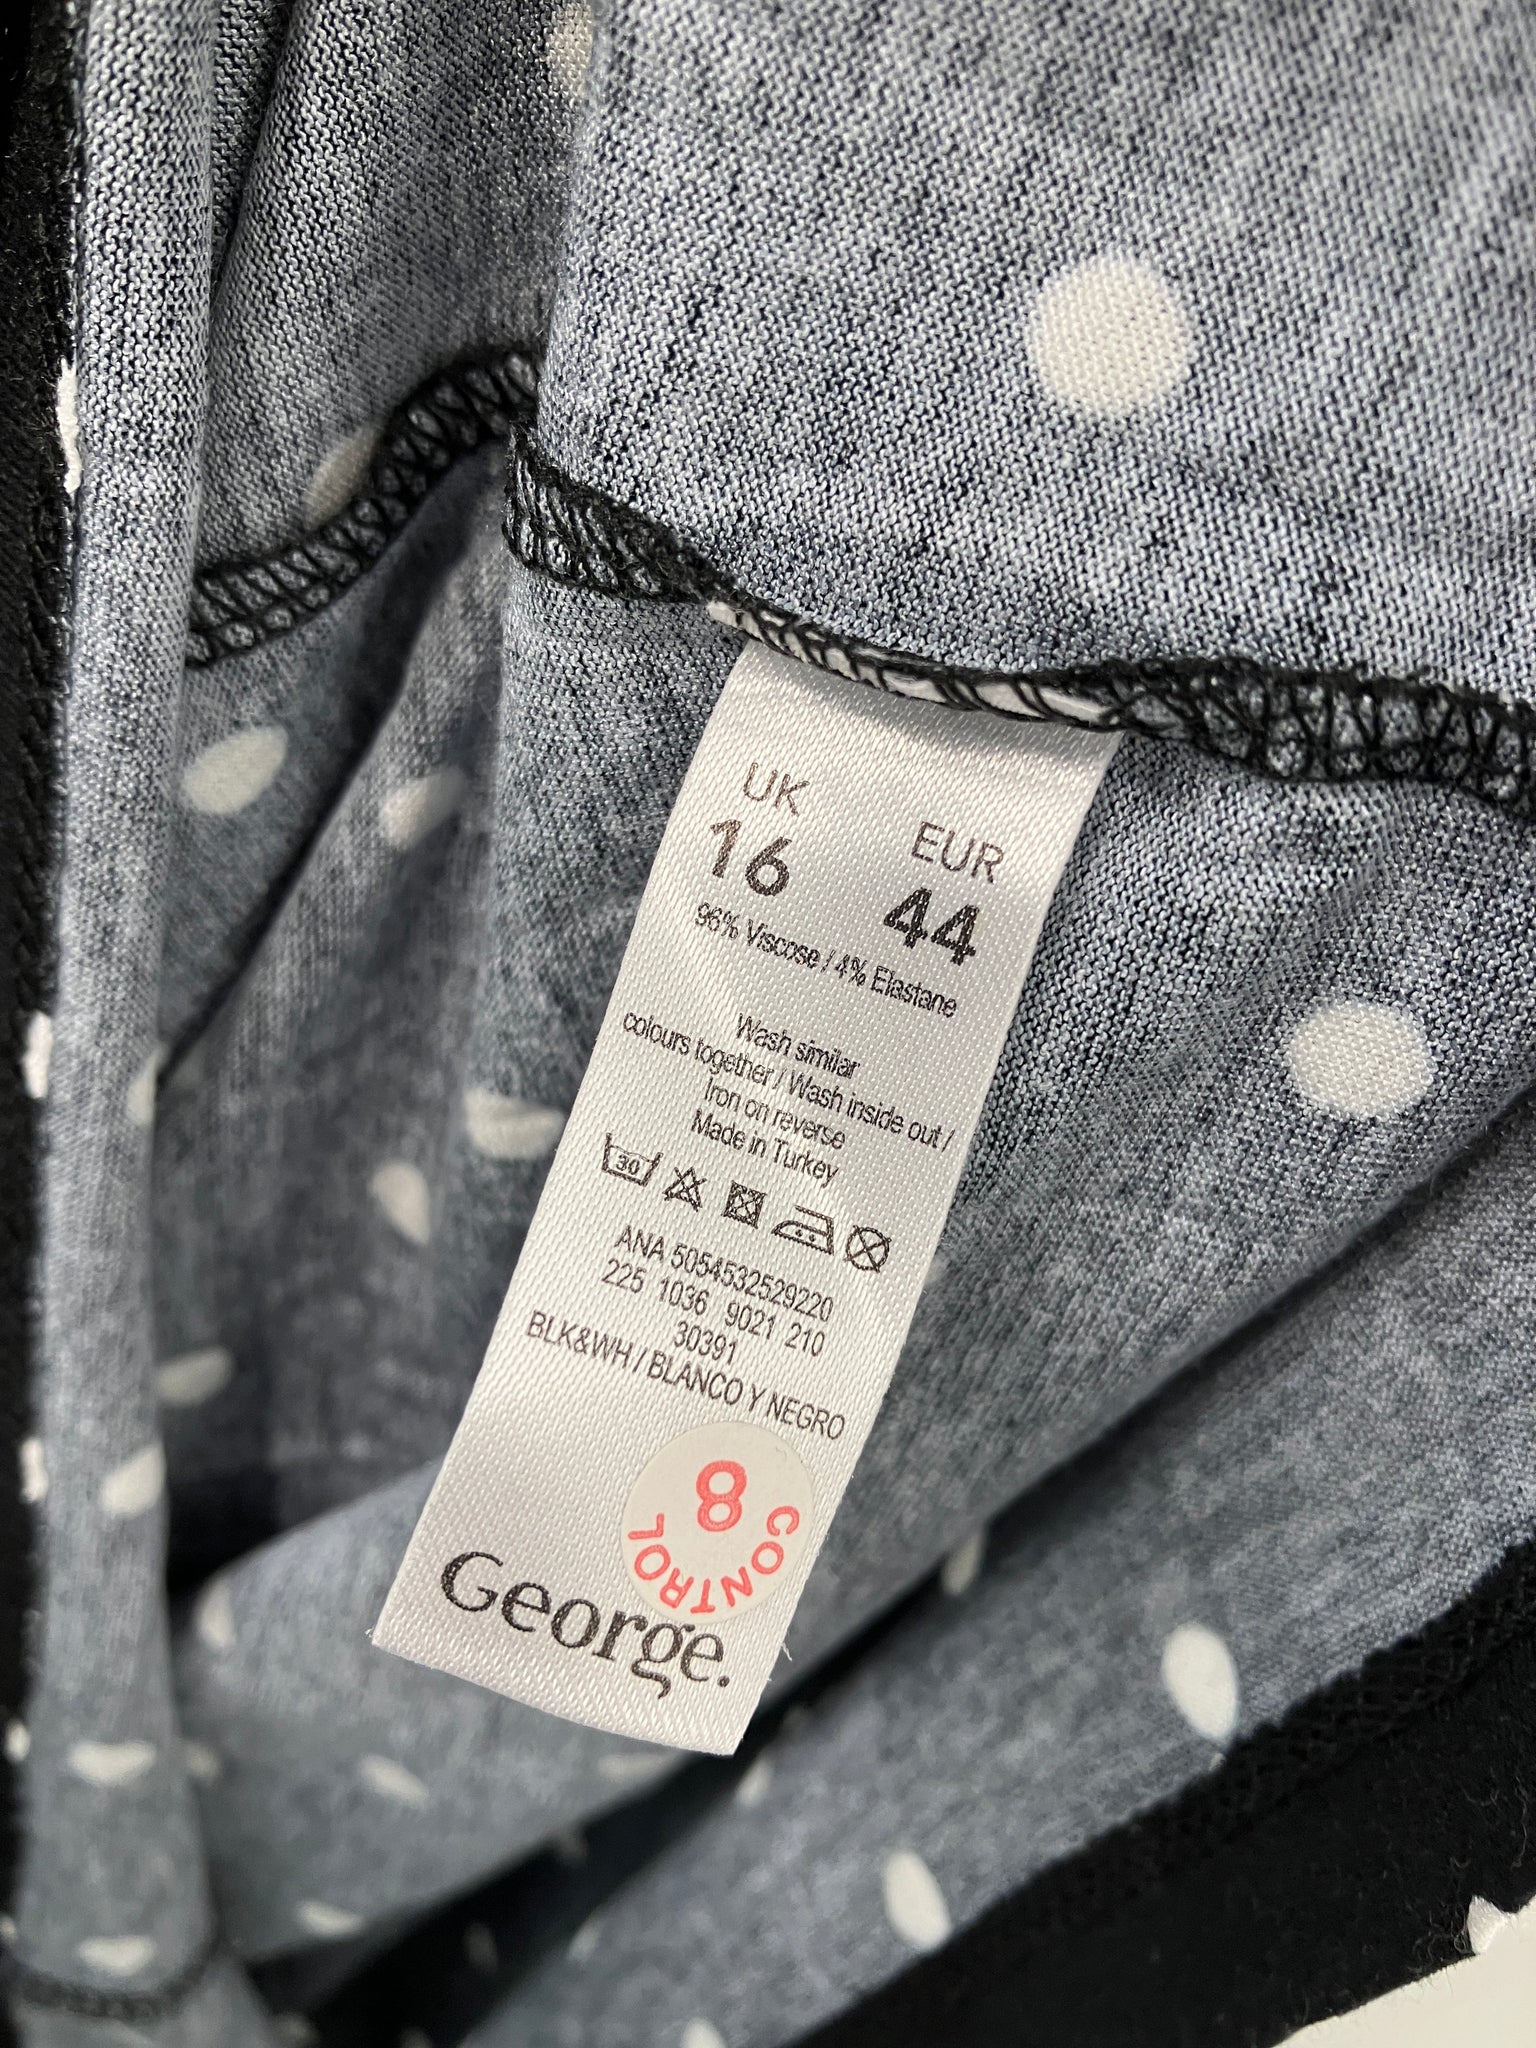 UK EUR
16 44
96% Viscose / 4% Elastane
Wash similar
colours together / Wash inside out /
Iron on reverse
Made in Turkey
30
ANA 5054532529220
225 1036 9021 210
30391
BLK&WH / BLANCO Y NEGRO
8
CONTROL
George.